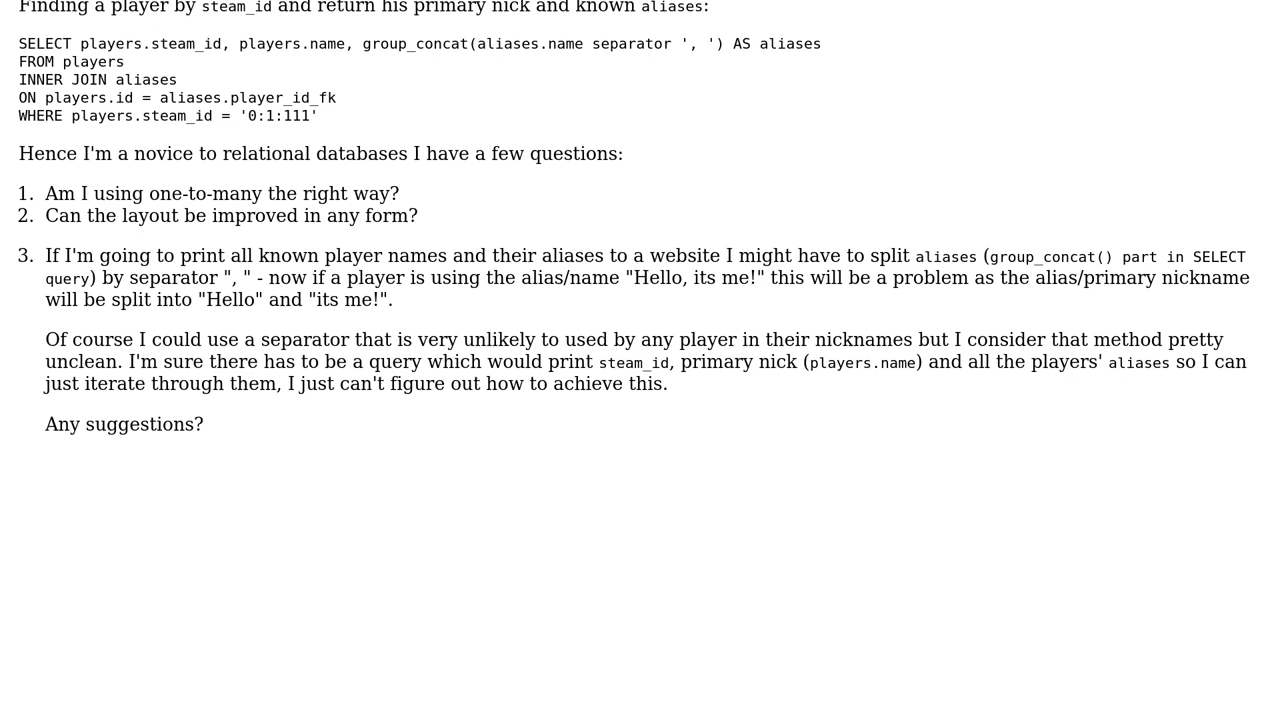 Finding a player by steam_id and return his primary nick and known aliases:
SELECT players.steam_id, players.name, group_concat(aliases.name separator ', ') AS aliases
FROM players
INNER JOIN aliases
ON players.id = aliases.player_id_fk
WHERE players.steam_id = '0:1:111'
Hence I'm a novice to relational databases I have a few questions:
1. Am I using one-to-many the right way?
2. Can the layout be improved in any form?
3. If I'm going to print all known player names and their aliases to a website I might have to split aliases (group_concat() part in SELECT
query) by separator ", " - now if a player is using the alias/name "Hello, its me!" this will be a problem as the alias/primary nickname
will be split into "Hello" and "its me!".
Of course I could use a separator that is very unlikely to used by any player in their nicknames but I consider that method pretty
unclean. I'm sure there has to be a query which would print steam_id, primary nick (players.name) and all the players' aliases so I can
just iterate through them, I just can't figure out how to achieve this.
Any suggestions?